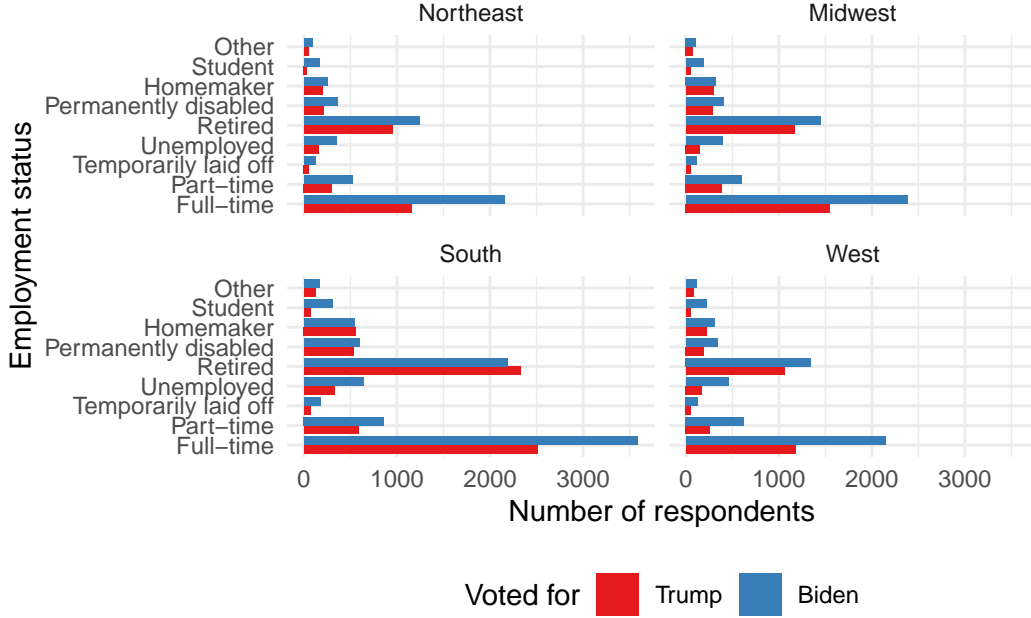 Northeast Midwest
Other
Student
Homemaker
Permanently disabled
Retired
Unemployed
Temporarily laid off
Part−time
Full−time
South West
Other
Student
Homemaker
Permanently disabled
Retired
Unemployed
Temporarily laid off
Part−time
Full−time
0 1000 2000 3000 0 1000 2000 3000
Number of respondents
Employment status
Voted for Trump Biden